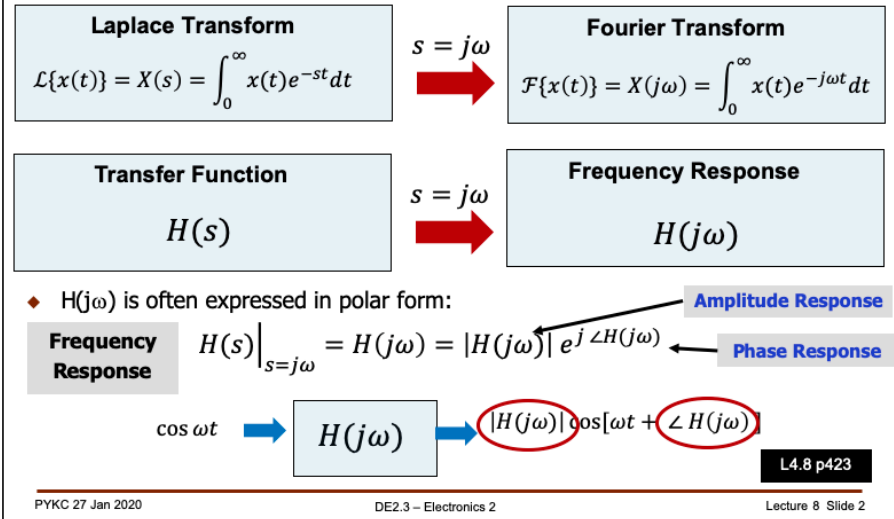 Laplace Transform
ℒ{x(t)} = X(s) = ∫₀^∞ x(t)e^{−st}dt
s = jω
Fourier Transform
ℱ{x(t)} = X(jω) = ∫₀^∞ x(t)e^{−jωt}dt
Transfer Function
H(s)
s = jω
Frequency Response
H(jω)
◆ H(jω) is often expressed in polar form:
Amplitude Response
Frequency
Response
H(s)|_{s=jω} = H(jω) = |H(jω)| e^{j ∠H(jω)}
Phase Response
cos ωt
H(jω)
|H(jω)| cos[ωt + ∠ H(jω)]
L4.8 p423
PYKC 27 Jan 2020
DE2.3 – Electronics 2
Lecture 8 Slide 2